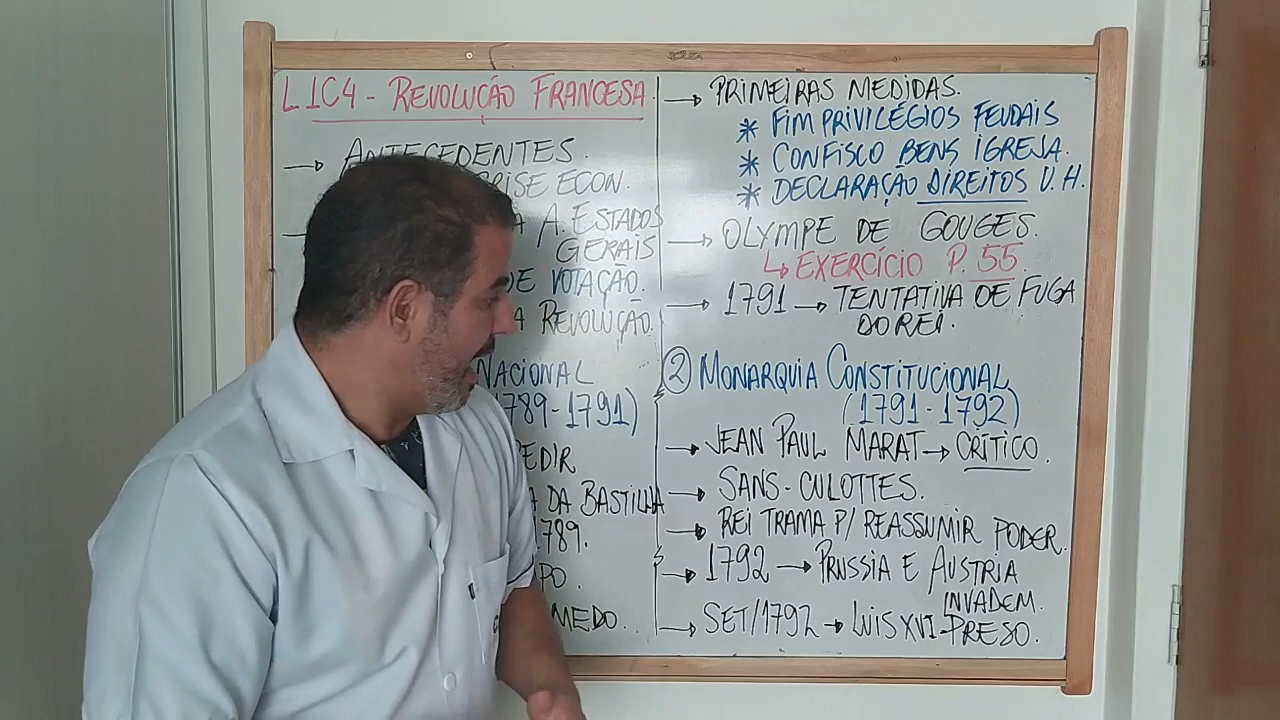 L1C4 - REVOLUÇÃO FRANCESA
ANTECEDENTES.
CRISE ECON.
A. ESTADOS
GERAIS
DE VOTAÇÃO.
A REVOLUÇÃO.
NACIONAL
1789-1791)
DA BASTILHA
1789.
MEDO.
→ PRIMEIRAS MEDIDAS.
* FIM PRIVILÉGIOS FEUDAIS
* CONFISCO BENS IGREJA.
* DECLARAÇÃO DIREITOS U.H.
→ OLYMPE DE GOUGES.
↳ EXERCÍCIO P. 55
→ 1791 → TENTATIVA DE FUGA
DO REI.
② MONARQUIA CONSTITUCIONAL
(1791-1792)
→ JEAN PAUL MARAT → CRÍTICO.
→ SANS-CULOTTES.
→ REI TRAMA P/ REASSUMIR PODER.
→ 1792 → PRUSSIA E AUSTRIA
INVADEM.
→ SET/1792 → LUIS XVI - PRESO.